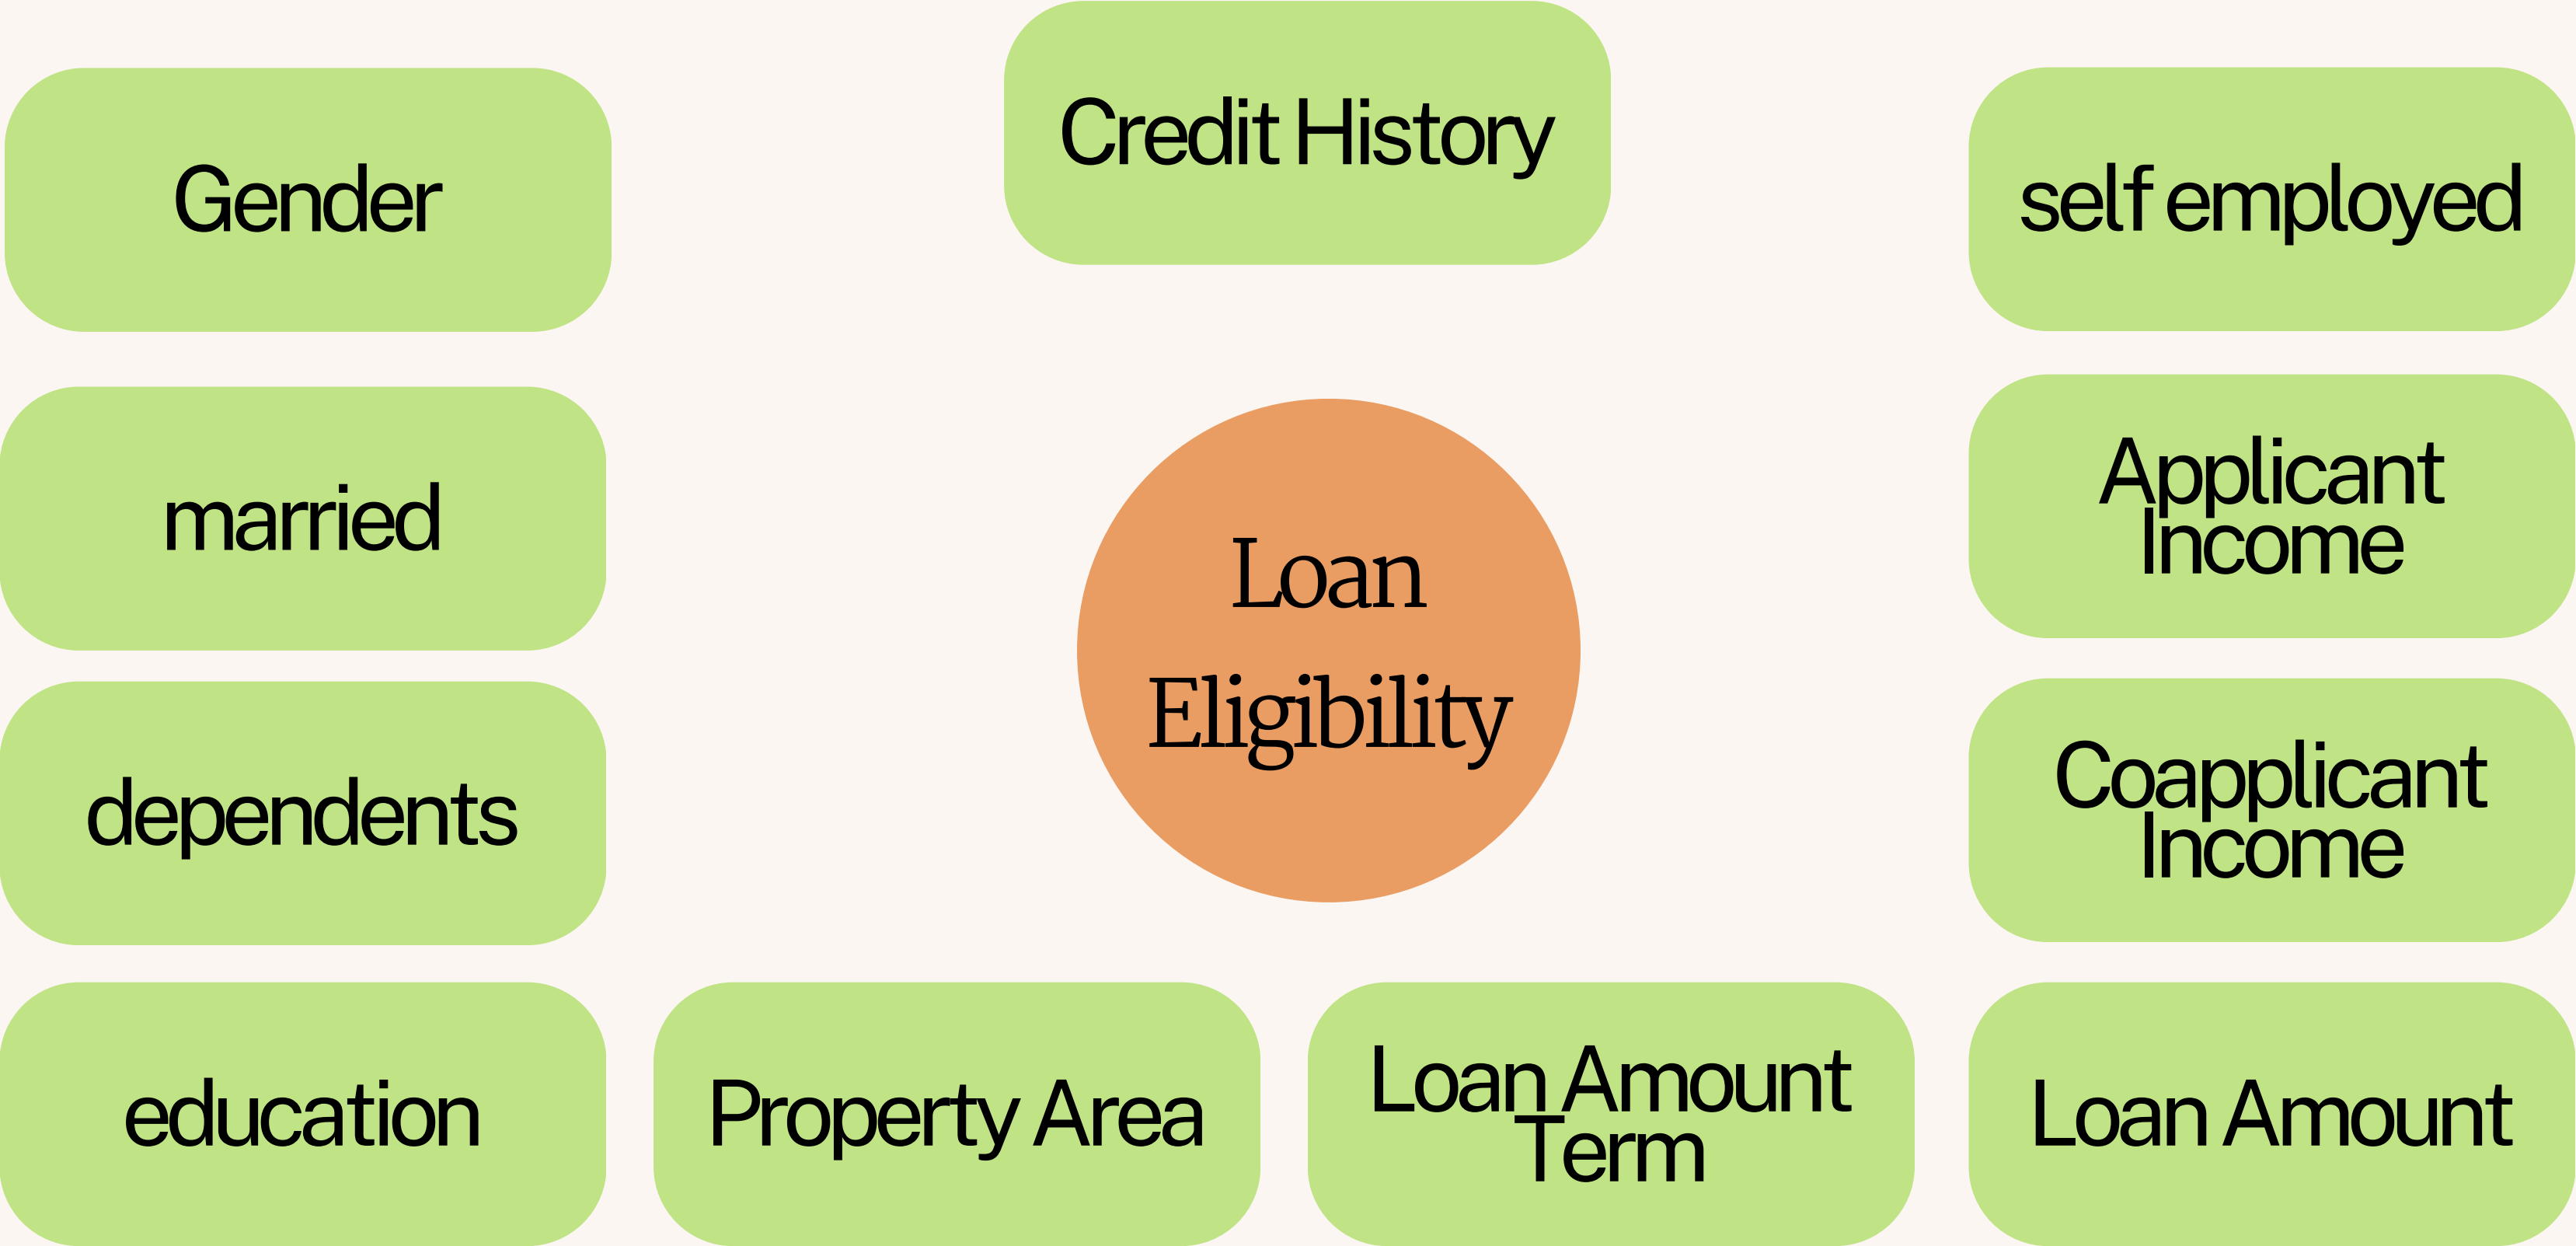 Credit History
Gender
self employed
married
Applicant
Income
Loan
Eligibility
dependents
Coapplicant
Income
education
Property Area
Loan Amount
Term
Loan Amount